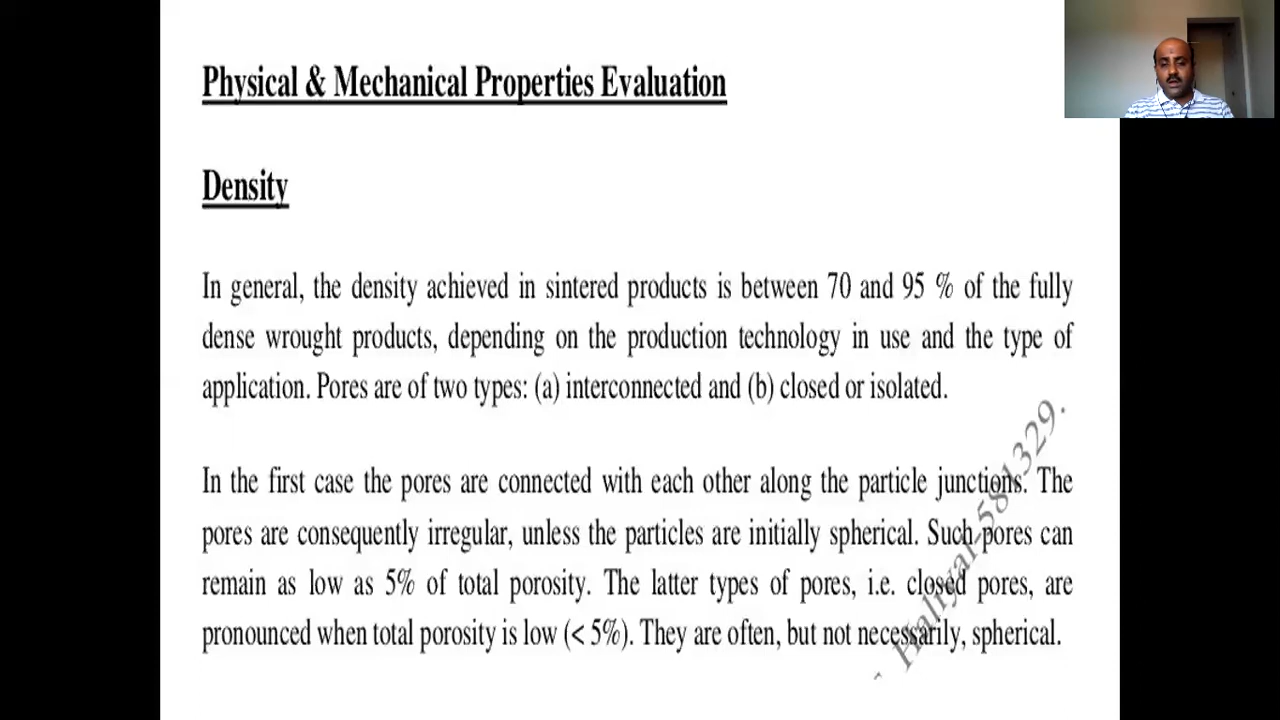 Physical & Mechanical Properties Evaluation
Density
In general, the density achieved in sintered products is between 70 and 95 % of the fully
dense wrought products, depending on the production technology in use and the type of
application. Pores are of two types: (a) interconnected and (b) closed or isolated.
In the first case the pores are connected with each other along the particle junctions. The
pores are consequently irregular, unless the particles are initially spherical. Such pores can
remain as low as 5% of total porosity. The latter types of pores, i.e. closed pores, are
pronounced when total porosity is low (< 5%). They are often, but not necessarily, spherical.
Haliyal-581329.